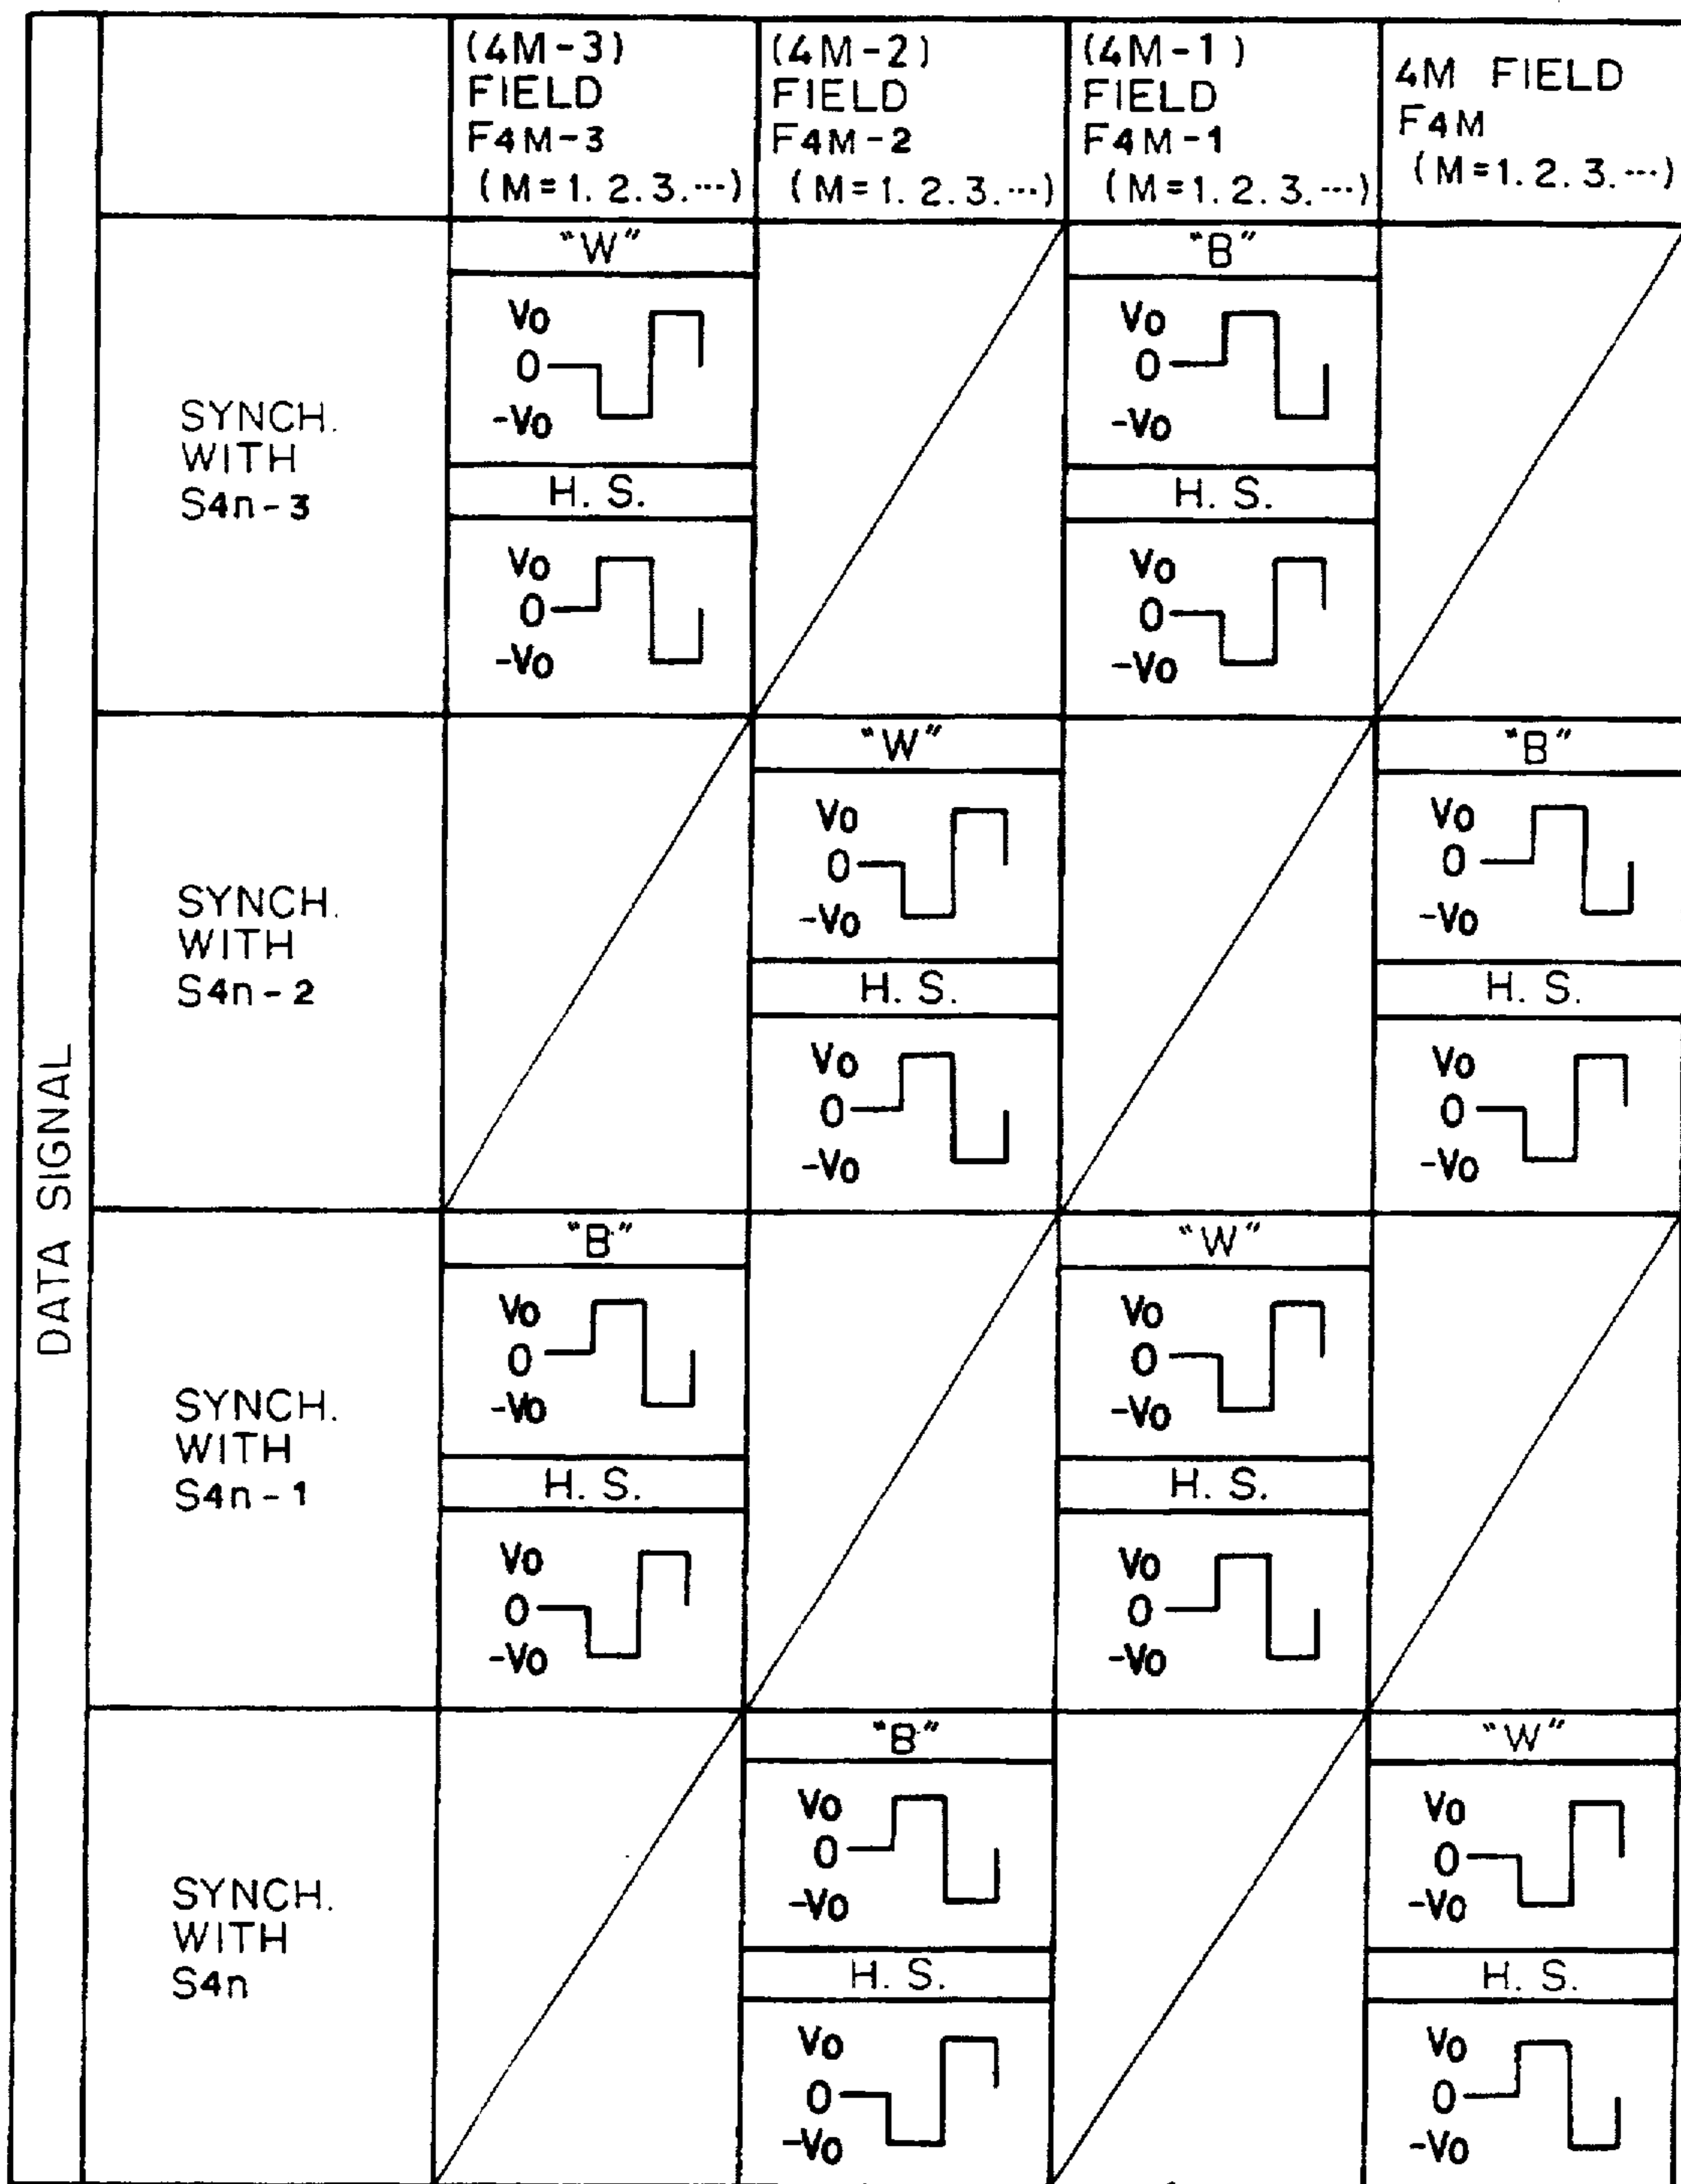 (4M-3)
FIELD
F4M-3
(M=1.2.3.…)
(4M-2)
FIELD
F4M-2
(M=1.2.3.…)
(4M-1)
FIELD
F4M-1
(M=1.2.3.…)
4M FIELD
F4M
(M=1.2.3.…)
DATA SIGNAL
SYNCH.
WITH
S4n-3
"W"
Vo
0
-Vo
H. S.
Vo
0
-Vo
"B"
Vo
0
-Vo
H. S.
Vo
0
-Vo
SYNCH.
WITH
S4n-2
"W"
Vo
0
-Vo
H. S.
Vo
0
-Vo
"B"
Vo
0
-Vo
H. S.
Vo
0
-Vo
SYNCH.
WITH
S4n-1
"B"
Vo
0
-Vo
H. S.
Vo
0
-Vo
"W"
Vo
0
-Vo
H. S.
Vo
0
-Vo
SYNCH.
WITH
S4n
"B"
Vo
0
-Vo
H. S.
Vo
0
-Vo
"W"
Vo
0
-Vo
H. S.
Vo
0
-Vo